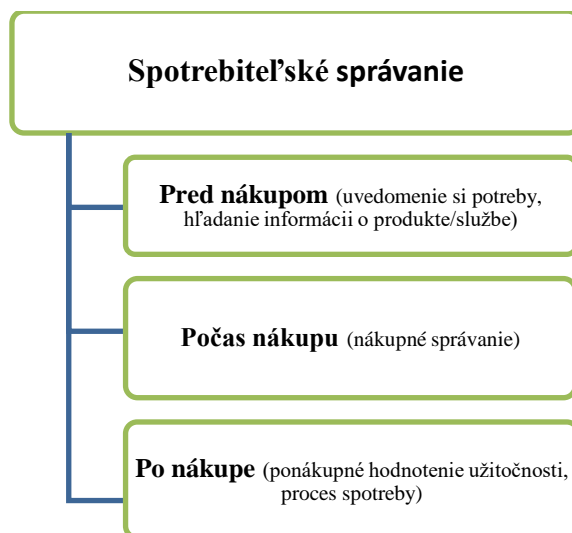 Spotrebiteľské správanie
Pred nákupom (uvedomenie si potreby,
hľadanie informácii o produkte/službe)
Počas nákupu (nákupné správanie)
Po nákupe (ponákupné hodnotenie užitočnosti,
proces spotreby)